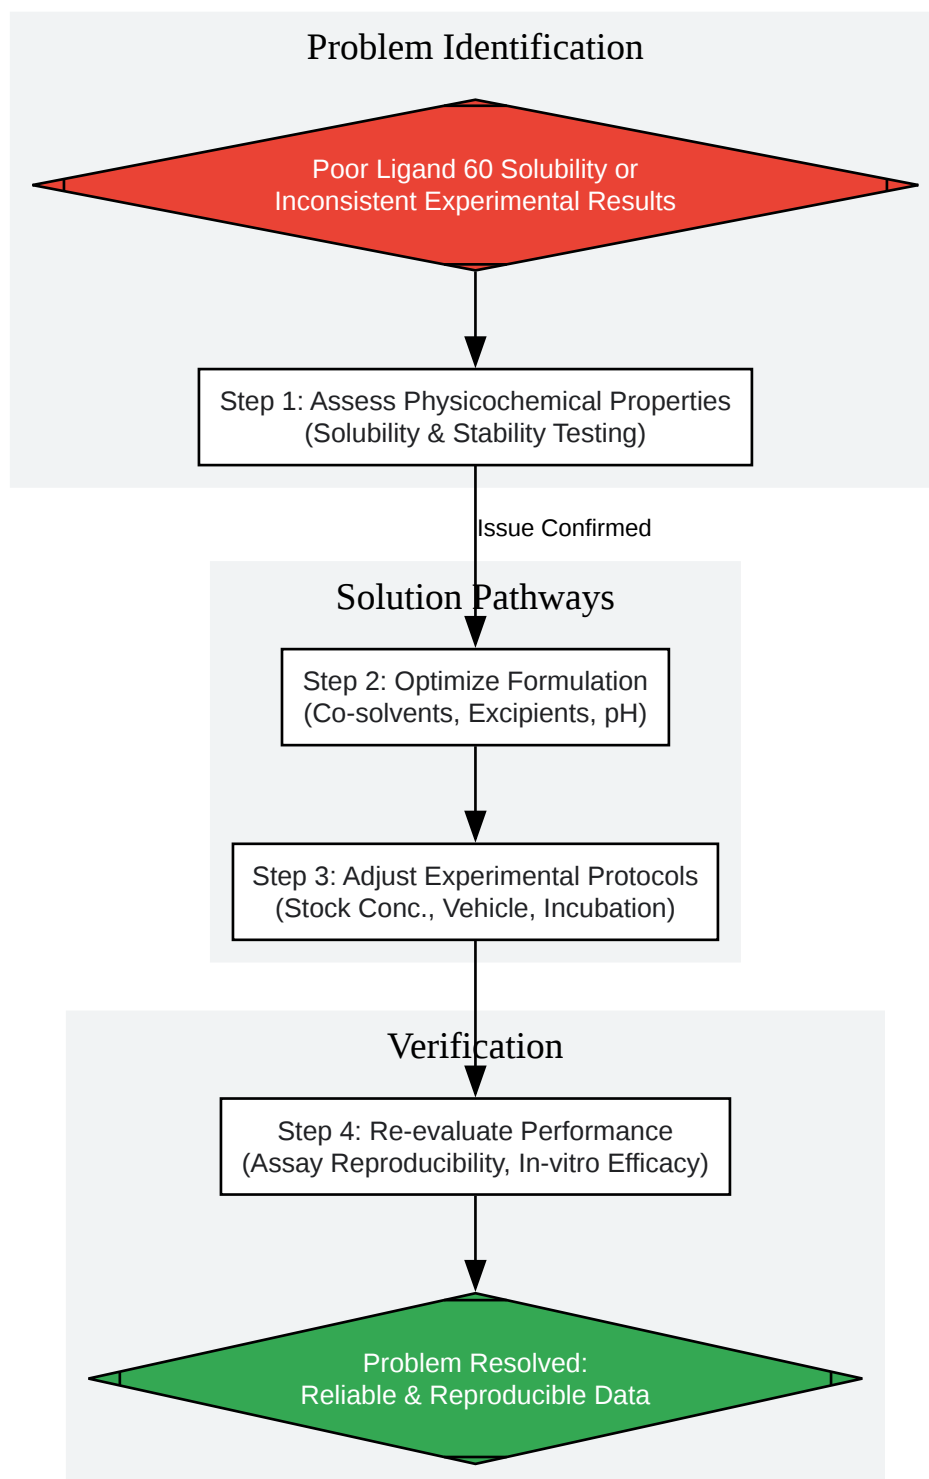 Problem Identification
Poor Ligand 60 Solubility or
Inconsistent Experimental Results
Step 1: Assess Physicochemical Properties
(Solubility & Stability Testing)
Issue Confirmed
Solution Pathways
Step 2: Optimize Formulation
(Co-solvents, Excipients, pH)
Step 3: Adjust Experimental Protocols
(Stock Conc., Vehicle, Incubation)
Verification
Step 4: Re-evaluate Performance
(Assay Reproducibility, In-vitro Efficacy)
Problem Resolved:
Reliable & Reproducible Data